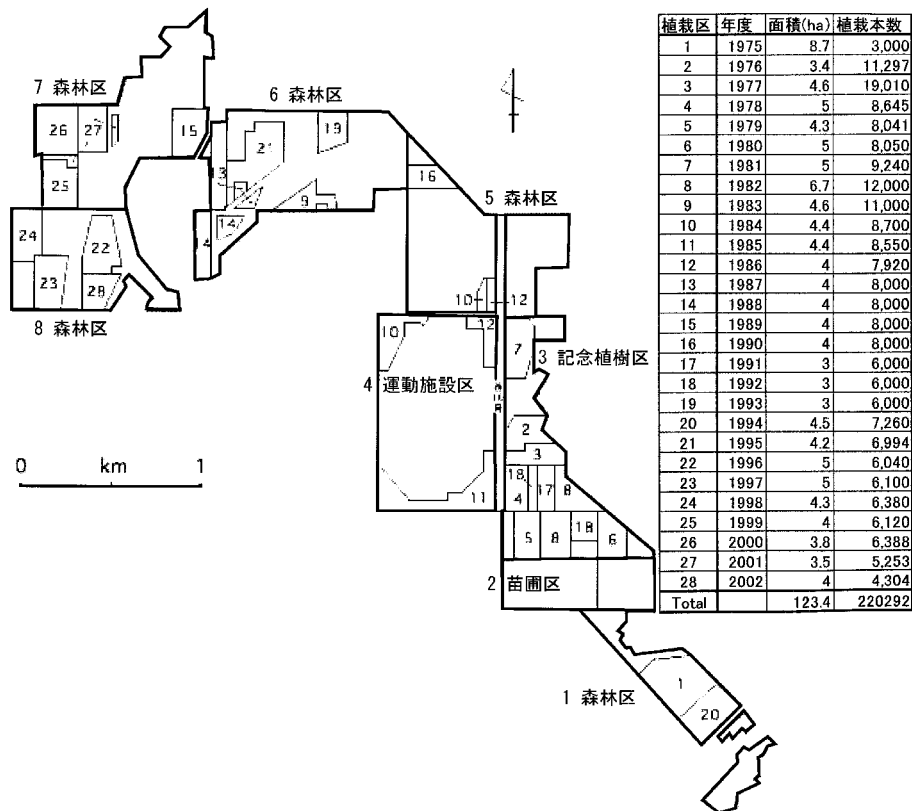 7 森林区
6 森林区
26
27
15
19
21
13
16
25
9
14
5 森林区
24
22
4
23
28
10
12
8 森林区
10
12
7
3 記念植樹区
4 運動施設区
2
3
0 km 1
18
11
4
17
8
5
8
18
6
2 苗圃区
1
1 森林区
20
植栽区 年度 面積(ha) 植栽本数
1 1975 8.7 3,000
2 1976 3.4 11,297
3 1977 4.6 19,010
4 1978 5 8,645
5 1979 4.3 8,041
6 1980 5 8,050
7 1981 5 9,240
8 1982 6.7 12,000
9 1983 4.6 11,000
10 1984 4.4 8,700
11 1985 4.4 8,550
12 1986 4 7,920
13 1987 4 8,000
14 1988 4 8,000
15 1989 4 8,000
16 1990 4 8,000
17 1991 3 6,000
18 1992 3 6,000
19 1993 3 6,000
20 1994 4.5 7,260
21 1995 4.2 6,994
22 1996 5 6,040
23 1997 5 6,100
24 1998 4.3 6,380
25 1999 4 6,120
26 2000 3.8 6,388
27 2001 3.5 5,253
28 2002 4 4,304
Total 123.4 220292